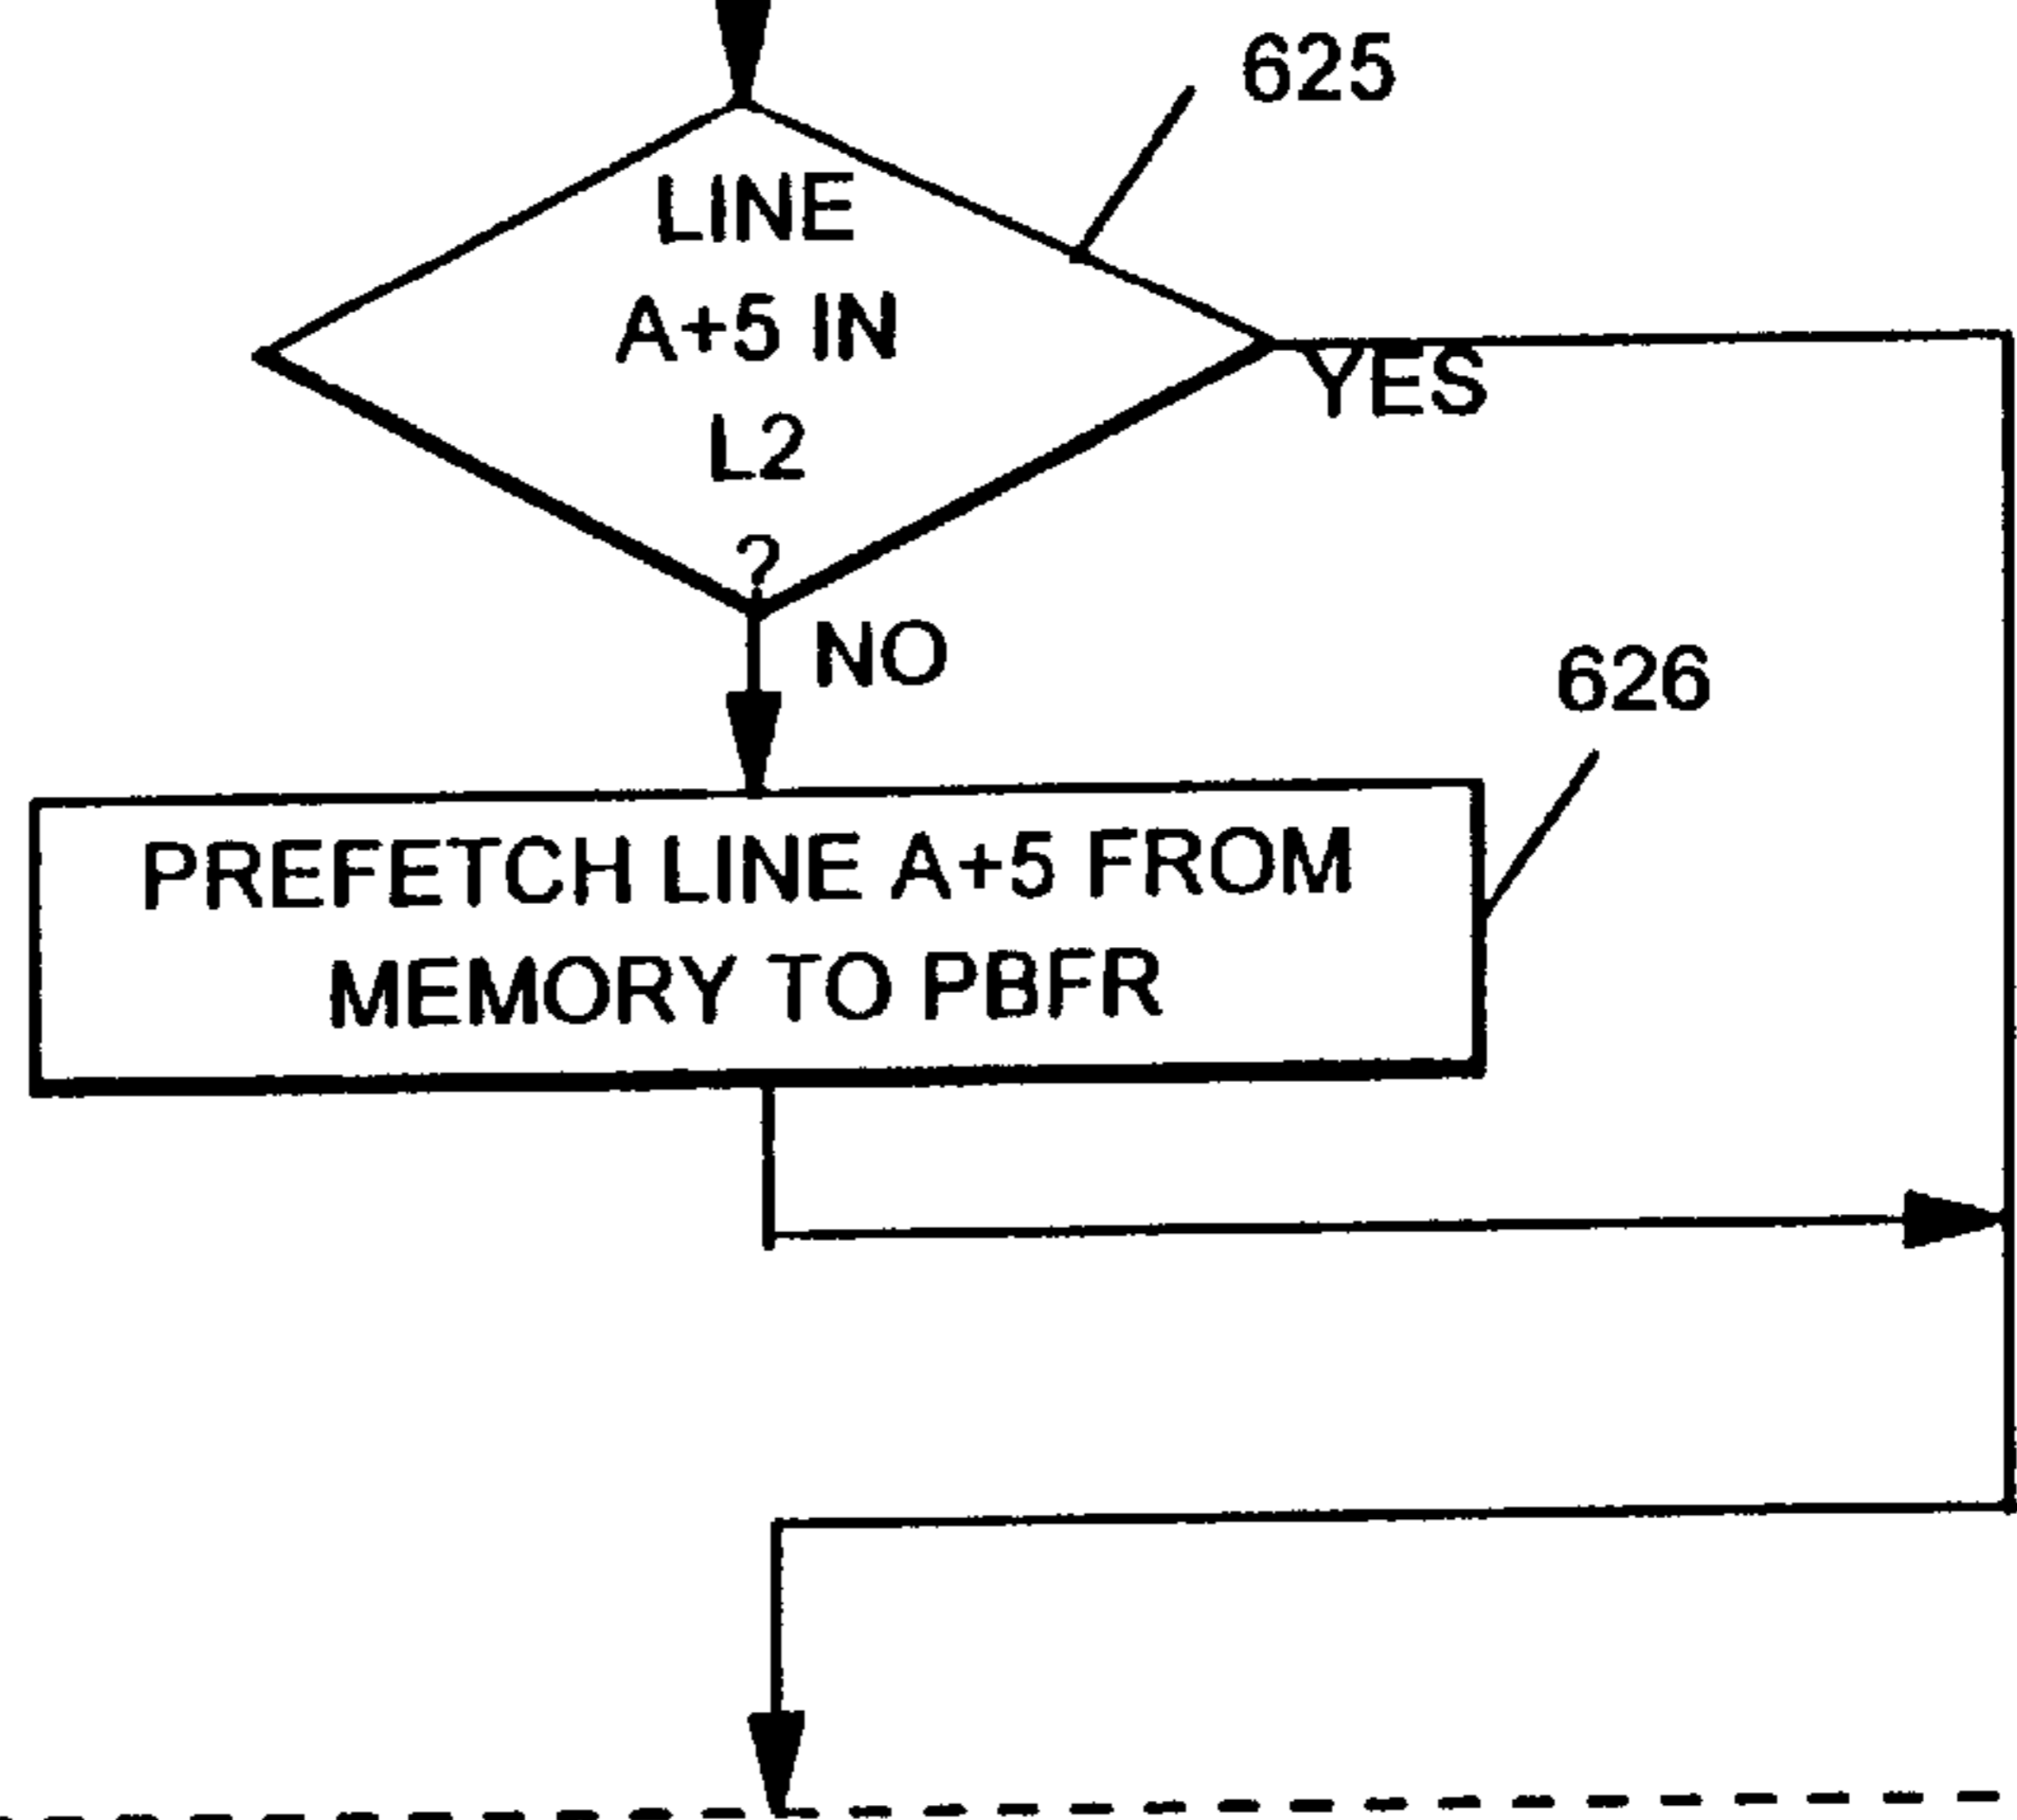 625
LINE
A+5 IN
L2
?
YES
NO
626
PREFETCH LINE A+5 FROM
MEMORY TO PBFR